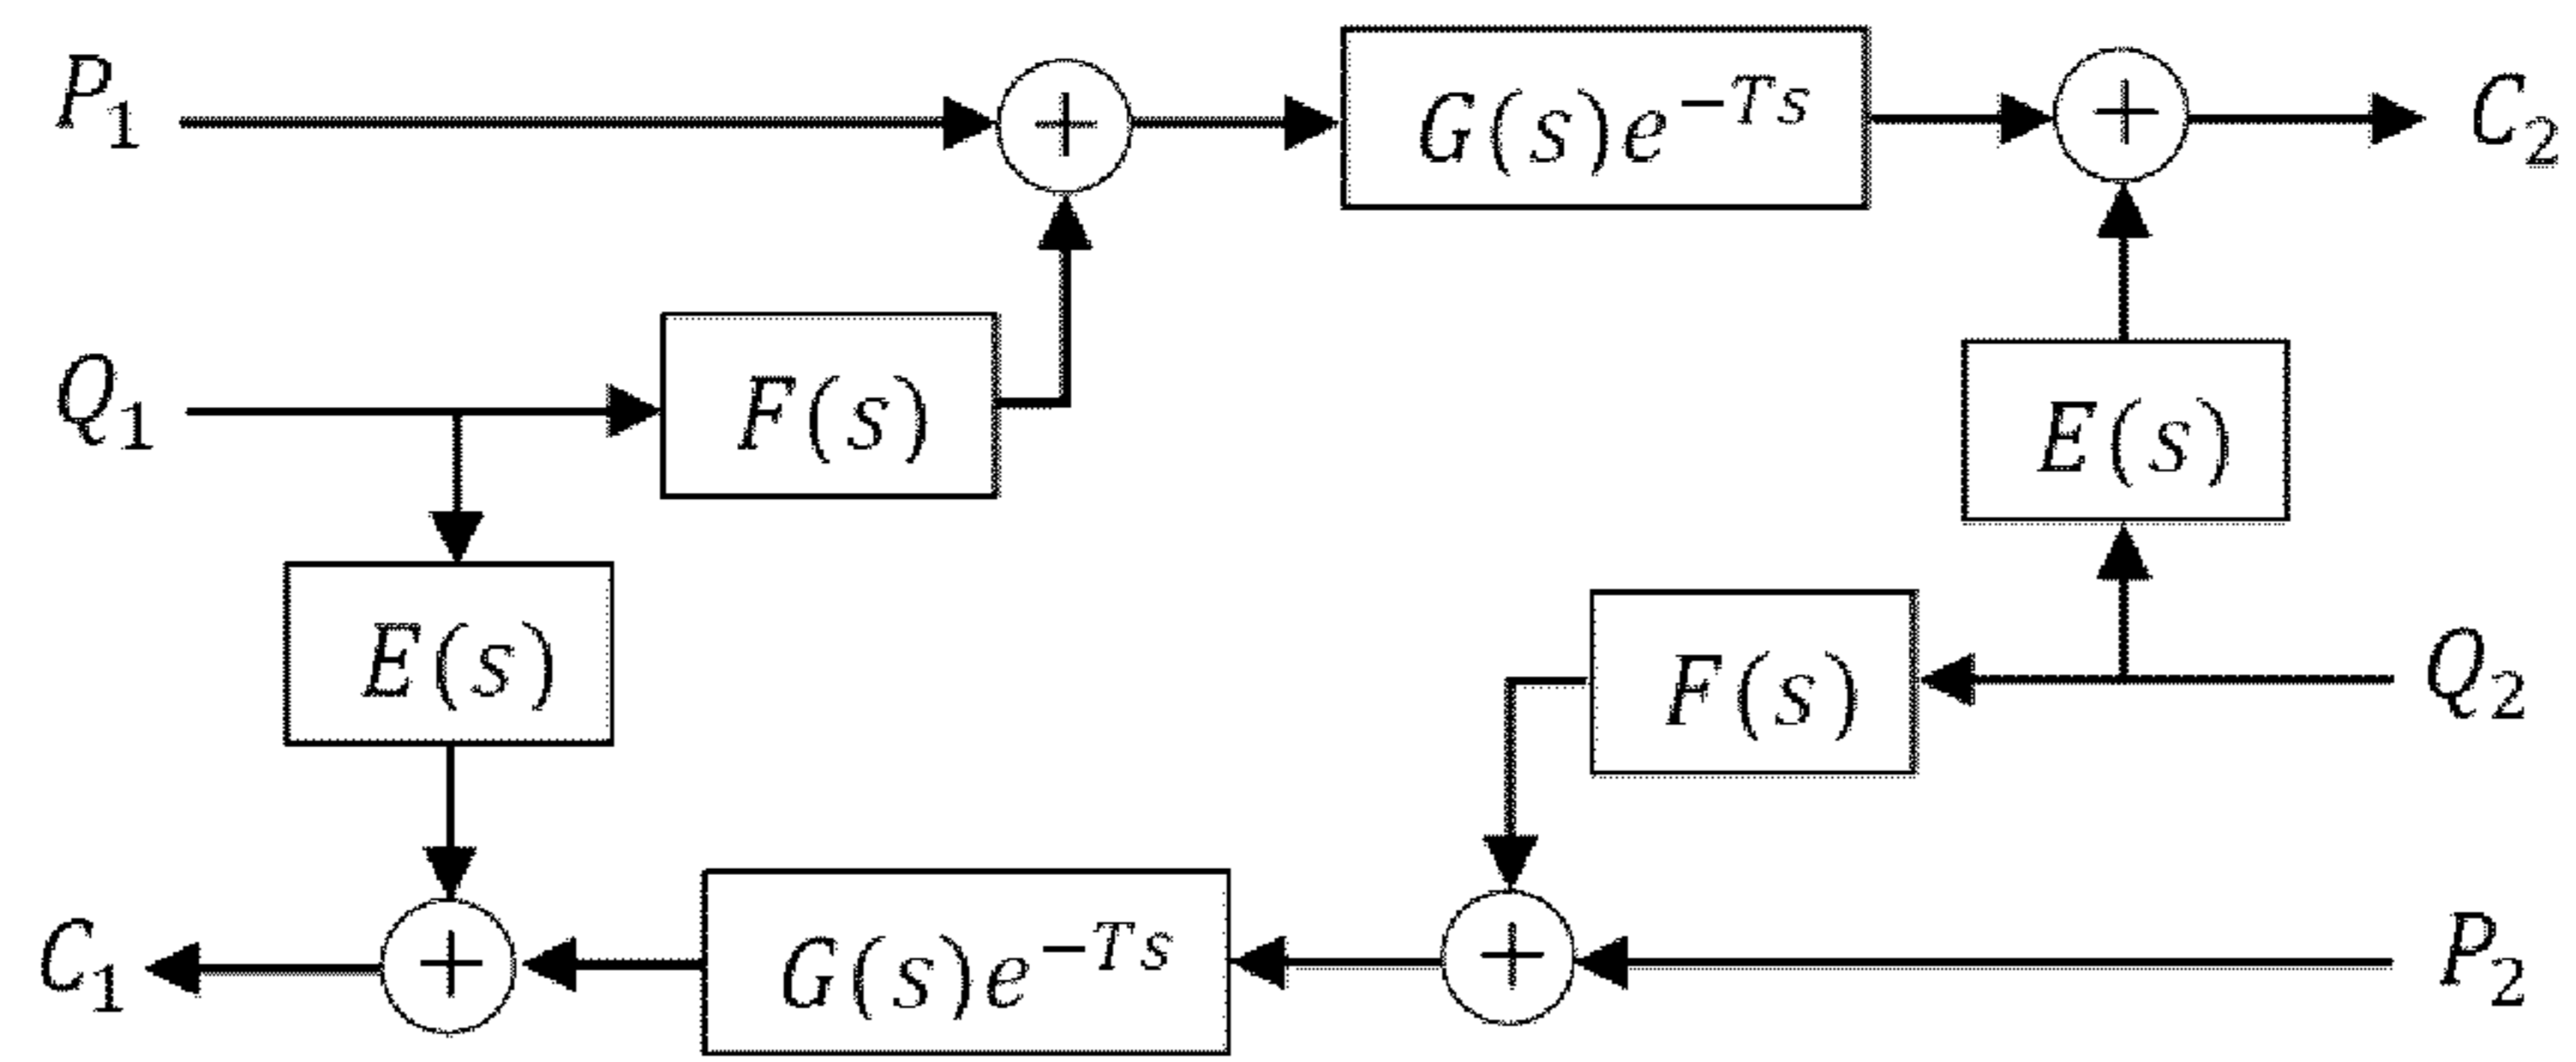 P₁ + G(s)e^{-Ts} + C₂
Q₁ F(s) E(s)
E(s) F(s) Q₂
C₁ + G(s)e^{-Ts} + P₂